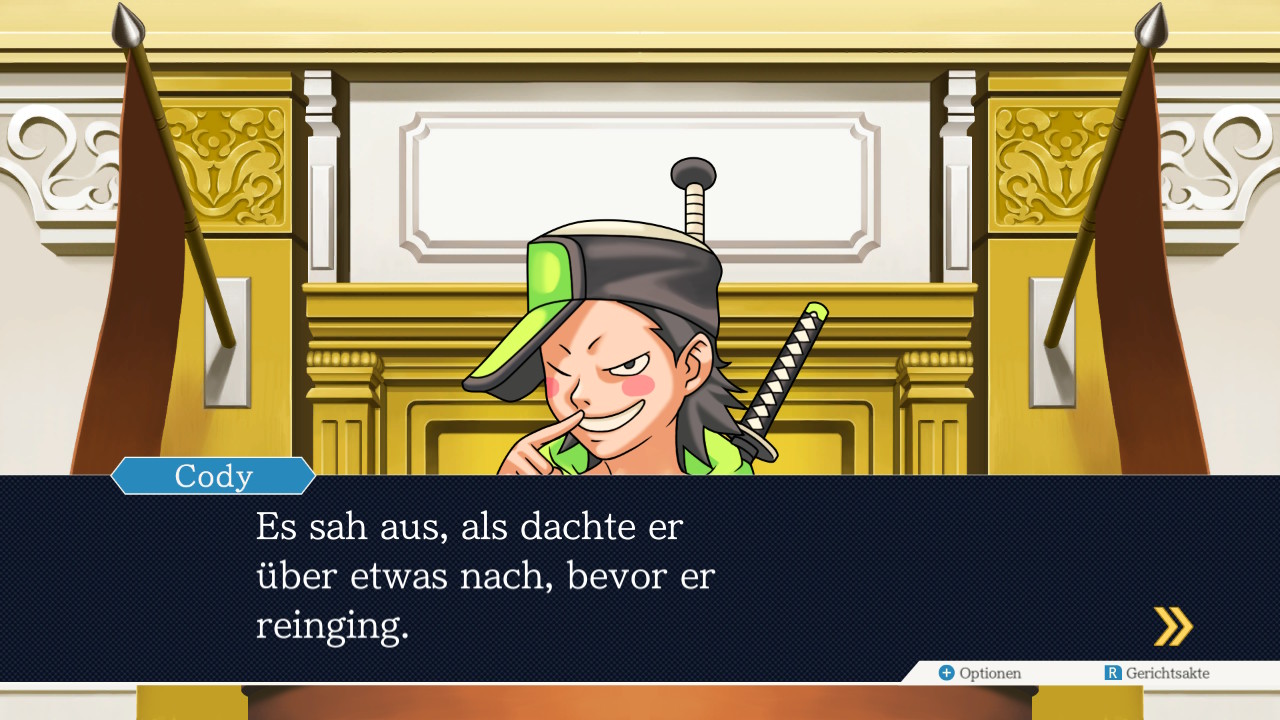 Cody
Es sah aus, als dachte er
über etwas nach, bevor er
reinging.
+ Optionen
R Gerichtsakte